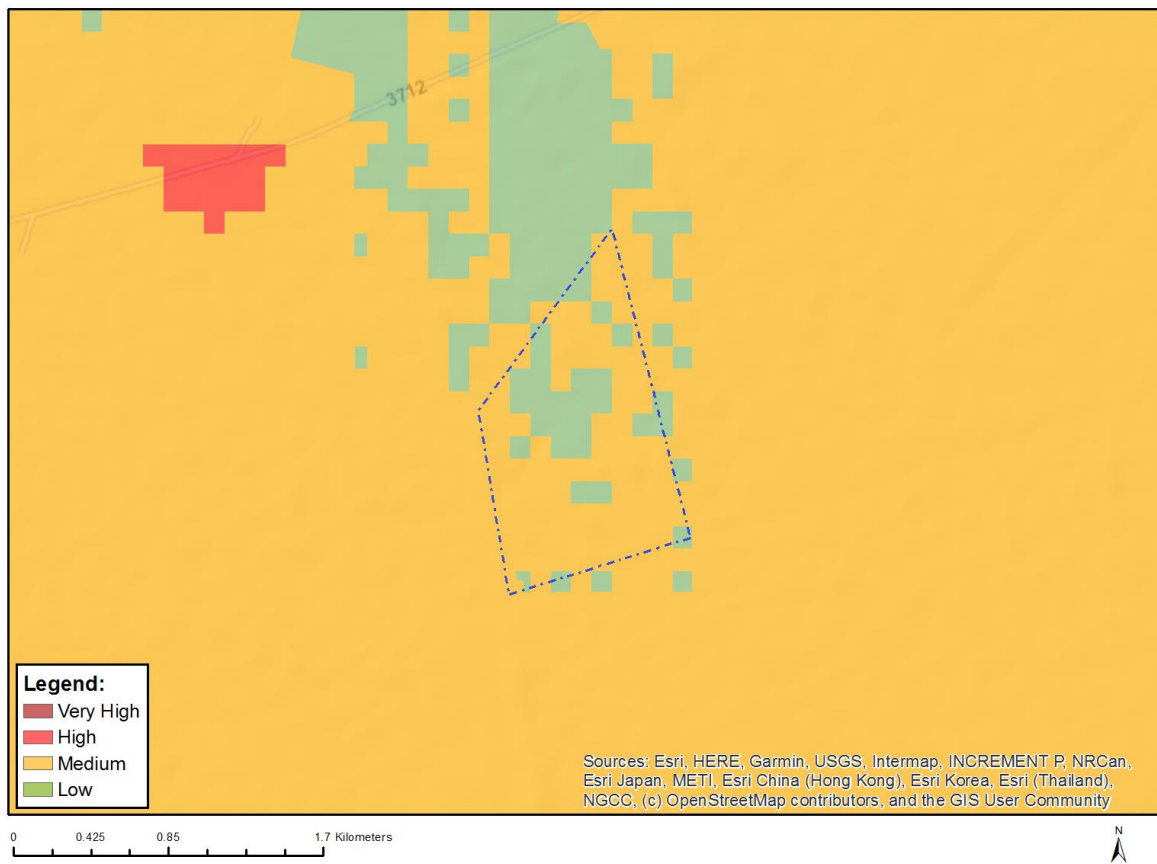 3712
Legend:
Very High
High
Medium
Low
Sources: Esri, HERE, Garmin, USGS, Intermap, INCREMENT P, NRCan,
Esri Japan, METI, Esri China (Hong Kong), Esri Korea, Esri (Thailand),
NGCC, (c) OpenStreetMap contributors, and the GIS User Community
0 0.425 0.85 1.7 Kilometers
N